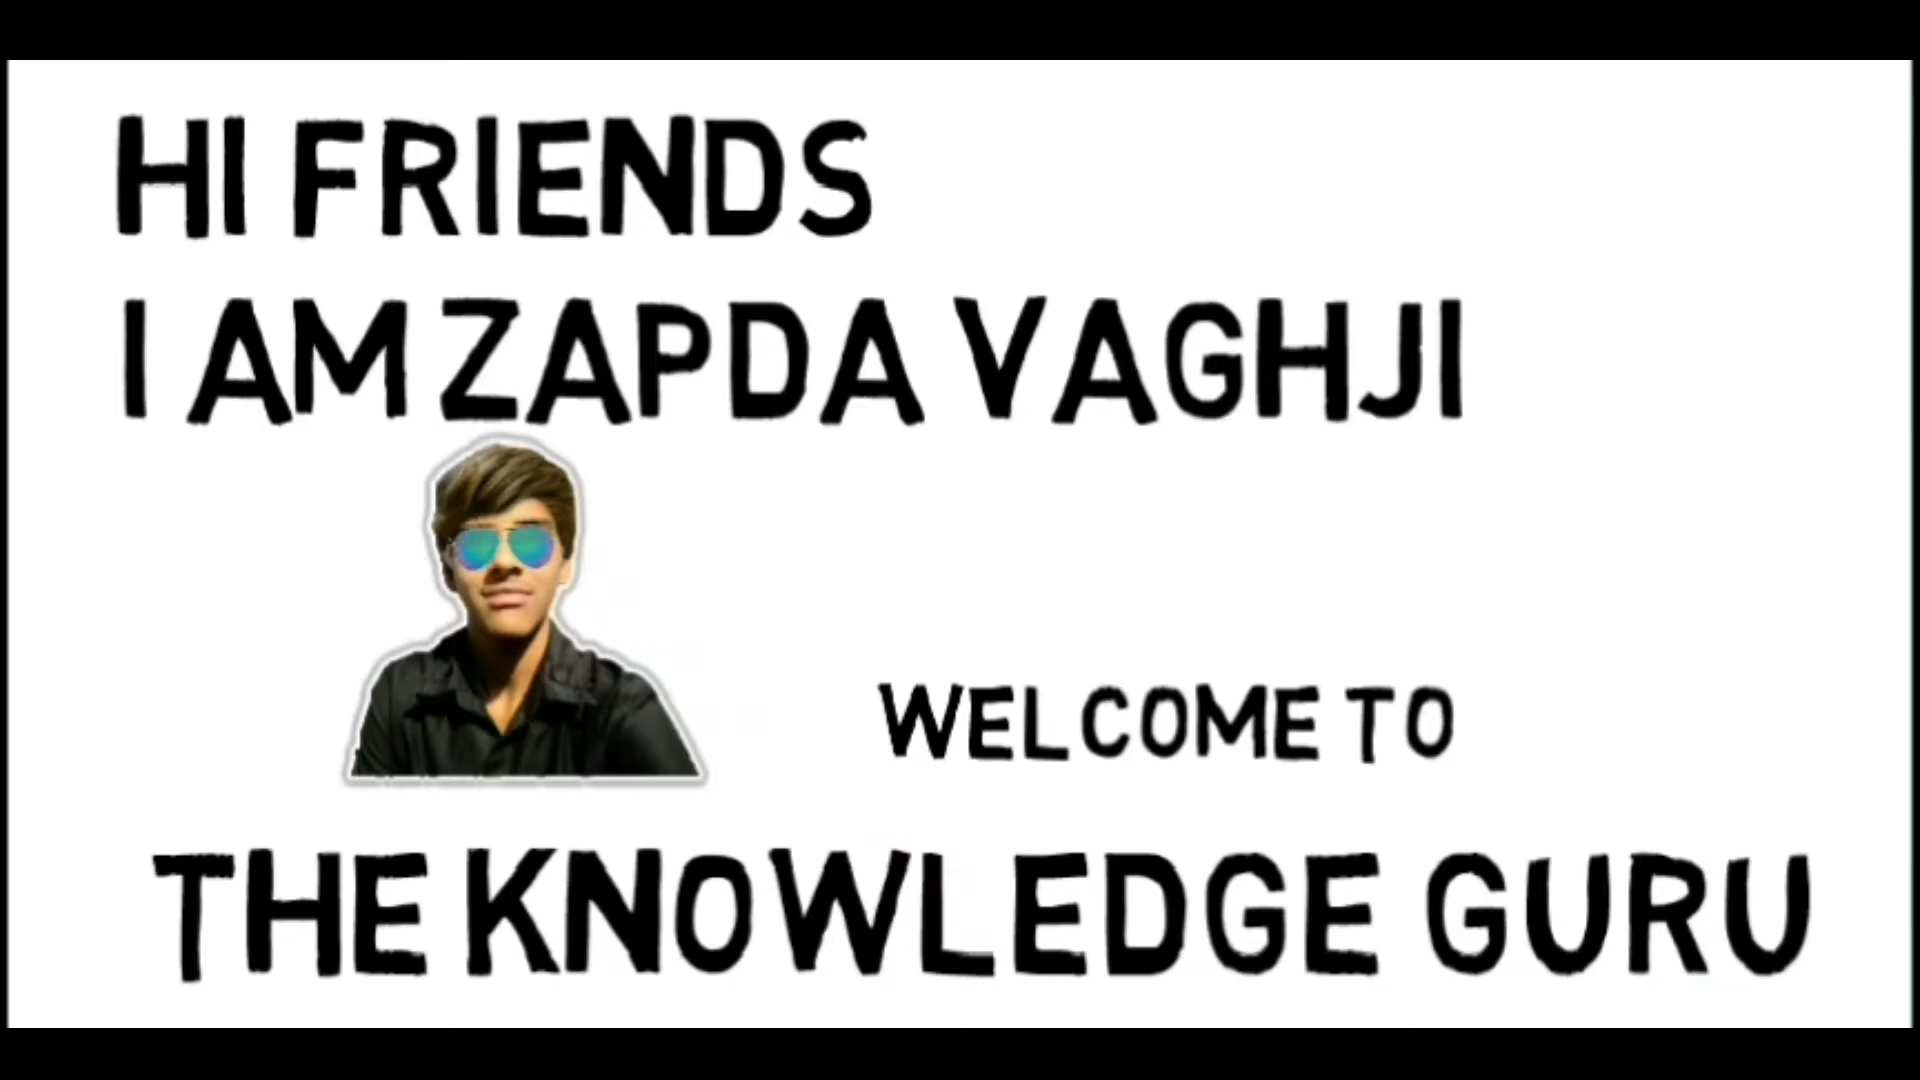 HI FRIENDS
I AM ZAPDA VAGHJI
WELCOME TO
THE KNOWLEDGE GURU